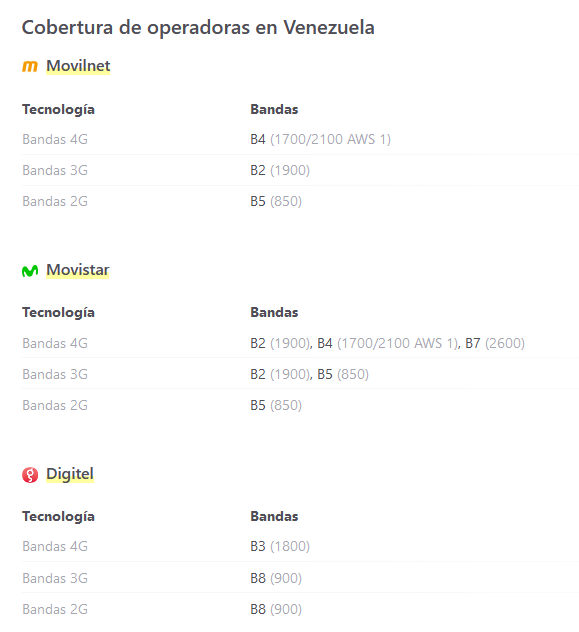 Cobertura de operadoras en Venezuela
Movilnet
Tecnología Bandas
Bandas 4G B4 (1700/2100 AWS 1)
Bandas 3G B2 (1900)
Bandas 2G B5 (850)
Movistar
Tecnología Bandas
Bandas 4G B2 (1900), B4 (1700/2100 AWS 1), B7 (2600)
Bandas 3G B2 (1900), B5 (850)
Bandas 2G B5 (850)
Digitel
Tecnología Bandas
Bandas 4G B3 (1800)
Bandas 3G B8 (900)
Bandas 2G B8 (900)